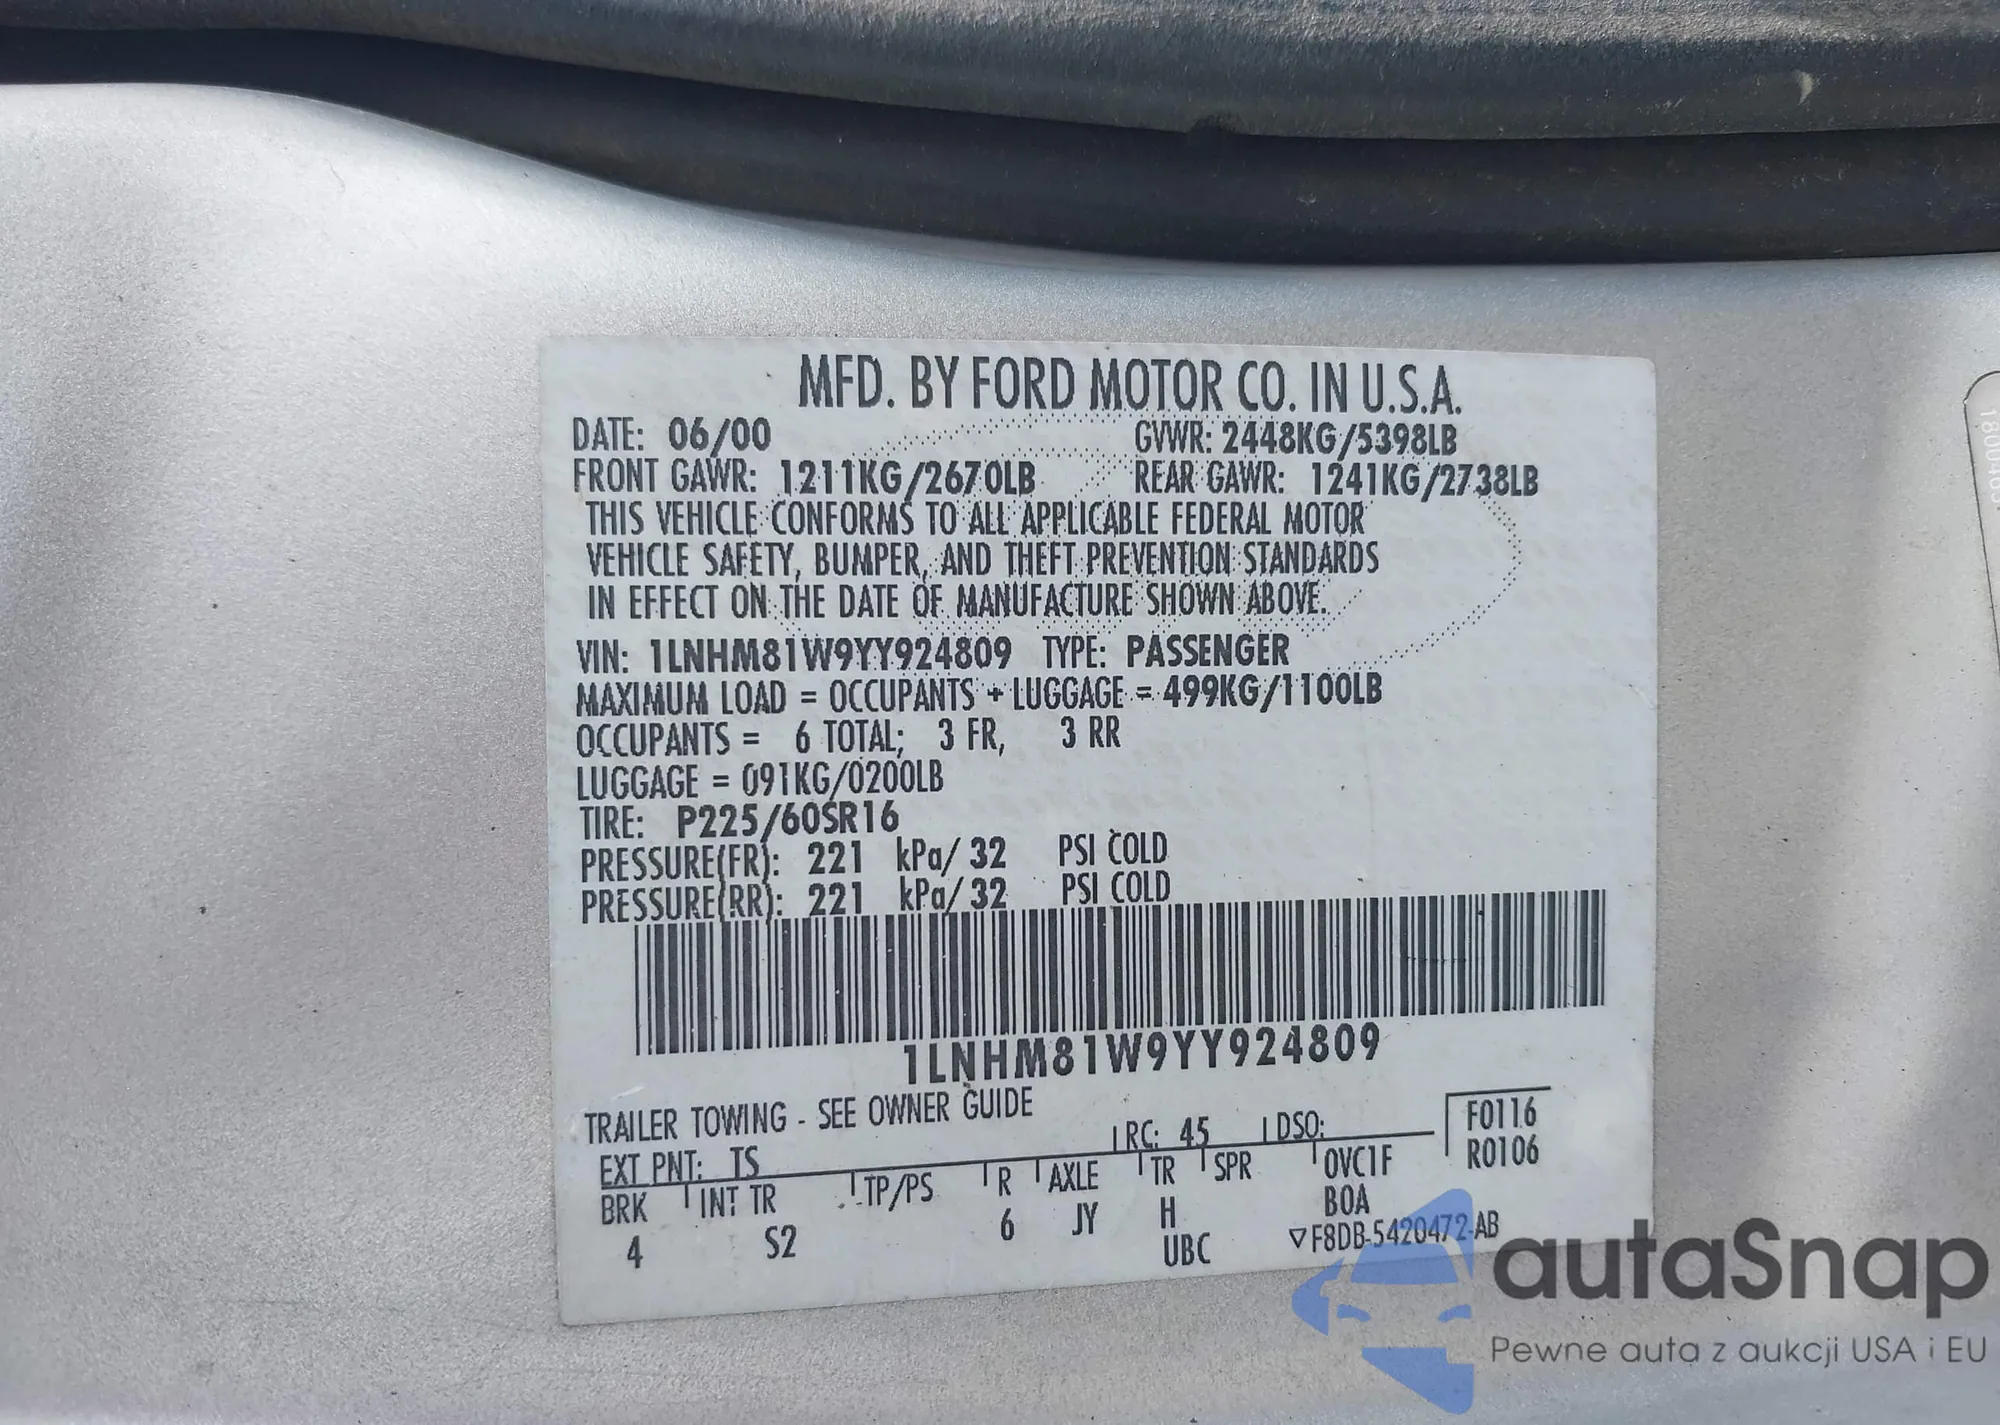 MFD. BY FORD MOTOR CO. IN U.S.A.
DATE: 06/00 GVWR: 2448KG/5398LB
FRONT GAWR: 1211KG/2670LB REAR GAWR: 1241KG/2738LB
THIS VEHICLE CONFORMS TO ALL APPLICABLE FEDERAL MOTOR
VEHICLE SAFETY, BUMPER, AND THEFT PREVENTION STANDARDS
IN EFFECT ON THE DATE OF MANUFACTURE SHOWN ABOVE.
VIN: 1LNHM81W9YY924809 TYPE: PASSENGER
MAXIMUM LOAD = OCCUPANTS + LUGGAGE = 499KG/1100LB
OCCUPANTS = 6 TOTAL; 3 FR, 3 RR
LUGGAGE = 091KG/0200LB
TIRE: P225/60SR16
PRESSURE(FR): 221 kPa/ 32 PSI COLD
PRESSURE(RR): 221 kPa/ 32 PSI COLD
1LNHM81W9YY924809
TRAILER TOWING - SEE OWNER GUIDE
EXT PNT: TS RC: 45 DSO: F0116
R0106
BRK INT TR TP/PS R AXLE TR SPR OVC1F
4 S2 6 JY H BOA
UBC ▽F8DB-5420472-AB
autaSnap
Pewne auta z aukcji USA i EU